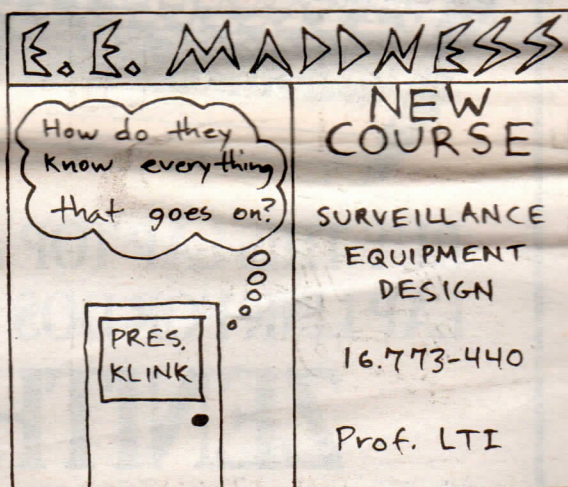 E.E. MADDNESS
How do they
know everything
that goes on?
PRES.
KLINK
NEW
COURSE
SURVEILLANCE
EQUIPMENT
DESIGN
16.773-440
Prof. LTI